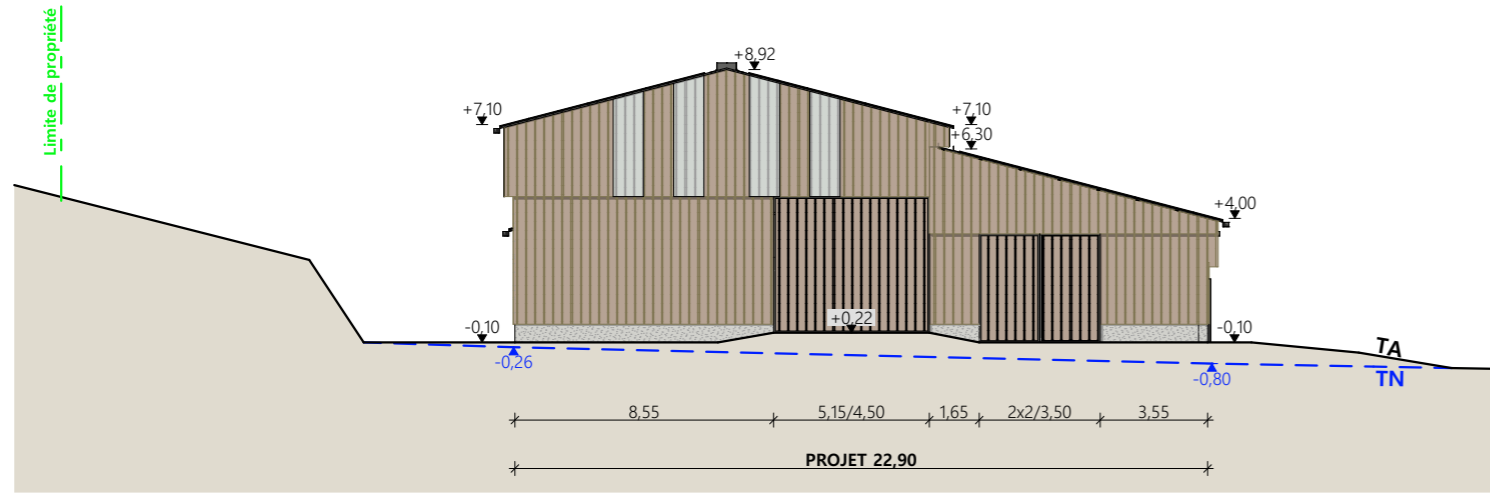 Limite de propriété
+8,92
+7,10
+7,10
+6,30
+4,00
+0,22
-0,10
-0,10
-0,26
-0,80
TA
TN
8,55
5,15/4,50
1,65
2x2/3,50
3,55
PROJET 22,90